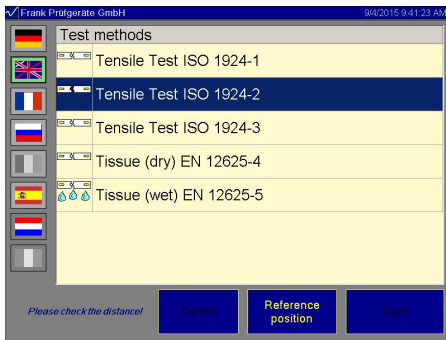 Frank Prüfgeräte GmbH
9/4/2015 9:41:23 AM
Test methods
Tensile Test ISO 1924-1
Tensile Test ISO 1924-2
Tensile Test ISO 1924-3
Tissue (dry) EN 12625-4
Tissue (wet) EN 12625-5
Please check the distance!
Details
Reference
position
Start